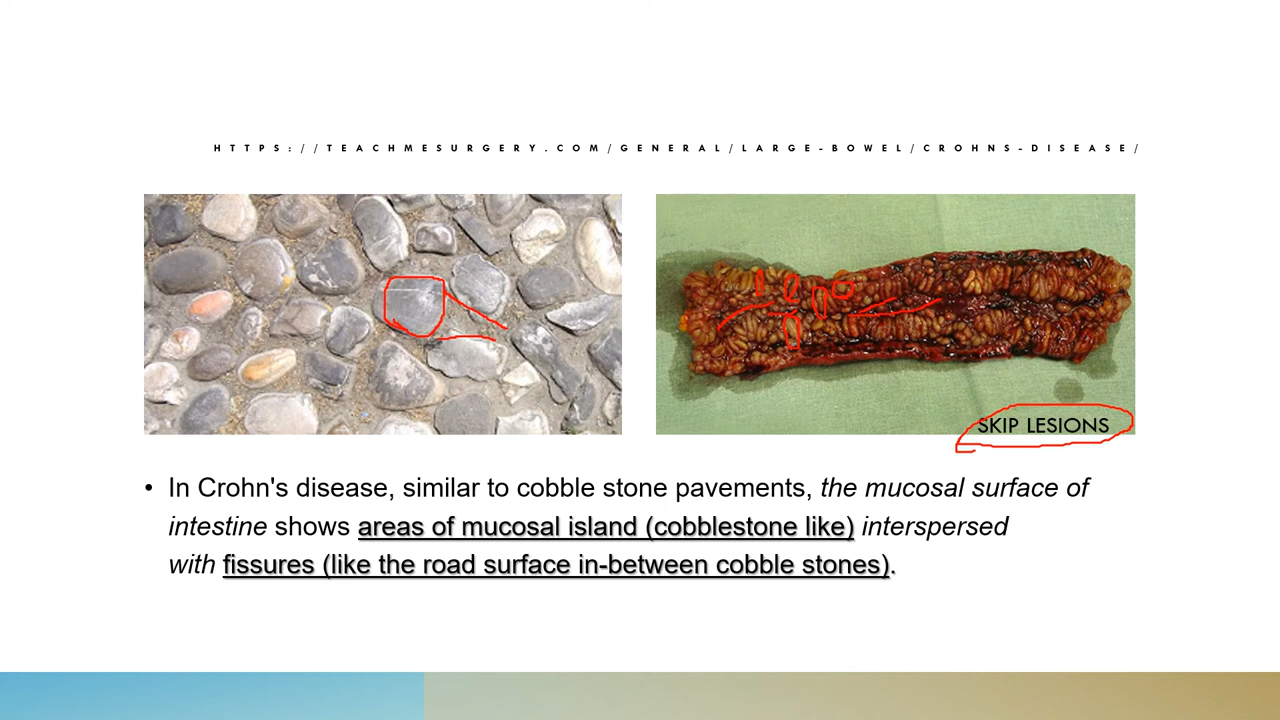 HTTPS://TEACHMESURGERY.COM/GENERAL/LARGE-BOWEL/CROHNS-DISEASE/
SKIP LESIONS
• In Crohn's disease, similar to cobble stone pavements, the mucosal surface of
intestine shows areas of mucosal island (cobblestone like) interspersed
with fissures (like the road surface in-between cobble stones).